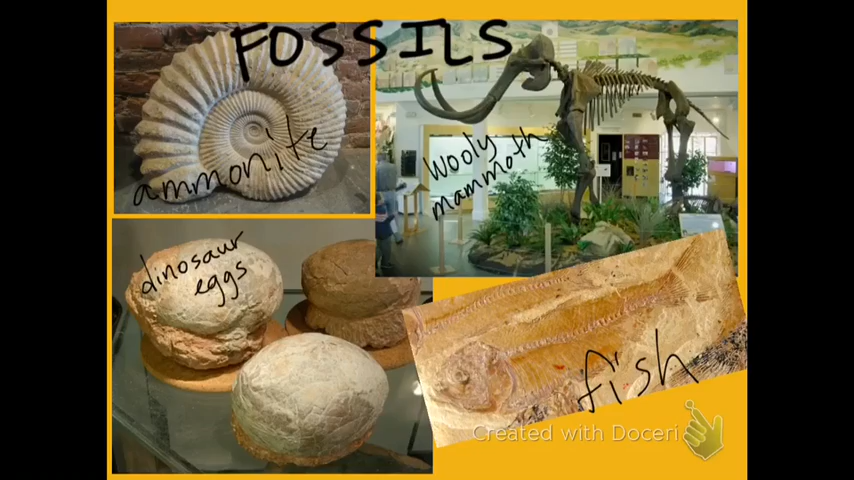 FOSSILS
ammonite
Wooly
mammoth
dinosaur
eggs
fish
Created with Doceri